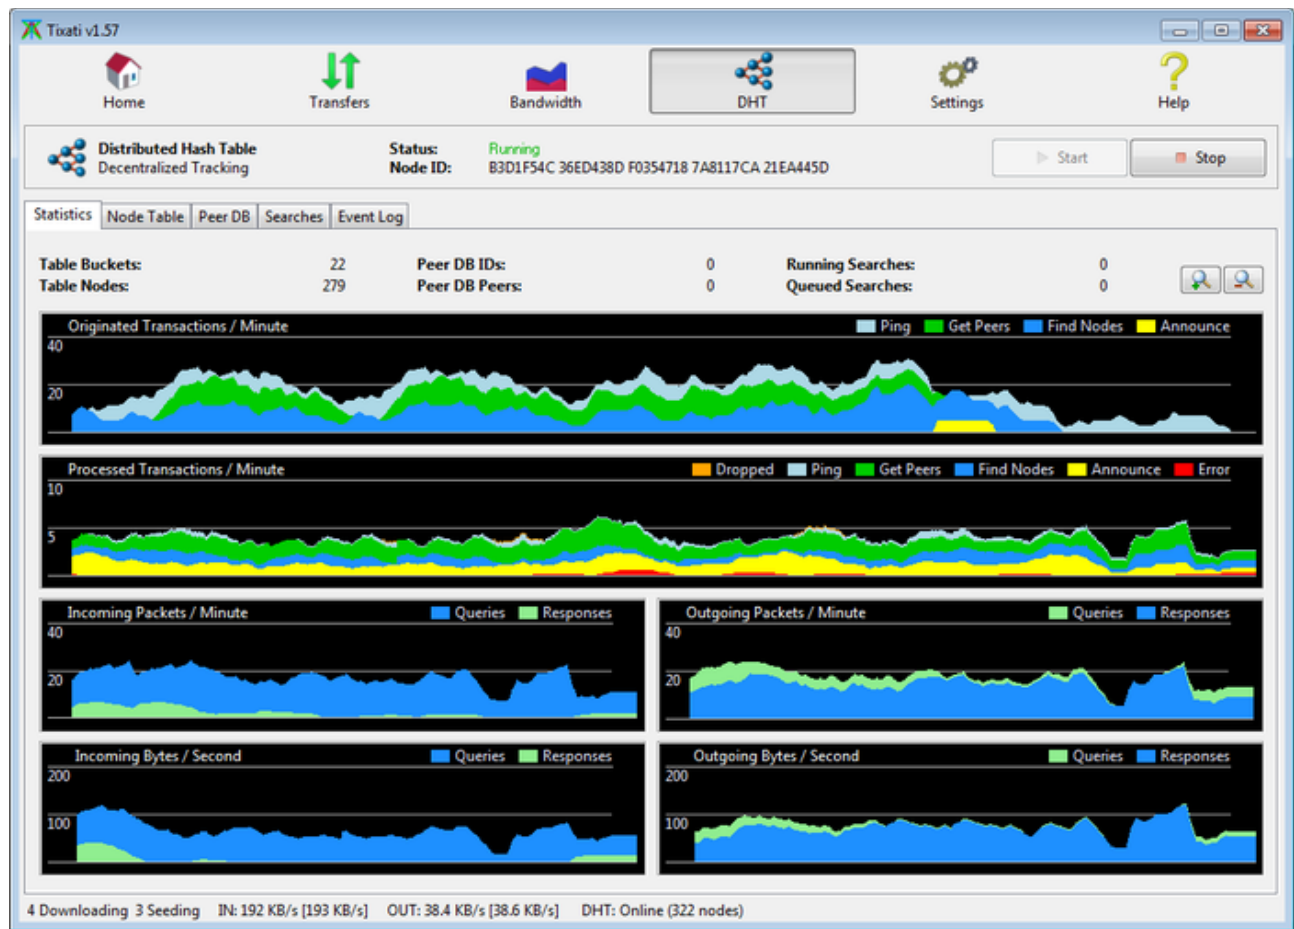 Tixati v1.57
Home Transfers Bandwidth DHT Settings Help
Distributed Hash Table Status: Running Start Stop
Decentralized Tracking Node ID: B3D1F54C 36ED438D F0354718 7A8117CA 21EA445D
Statistics Node Table Peer DB Searches Event Log
Table Buckets: 22 Peer DB IDs: 0 Running Searches: 0
Table Nodes: 279 Peer DB Peers: 0 Queued Searches: 0
Originated Transactions / Minute Ping Get Peers Find Nodes Announce
40
20
Processed Transactions / Minute Dropped Ping Get Peers Find Nodes Announce Error
10
5
Incoming Packets / Minute Queries Responses
40
20
Outgoing Packets / Minute Queries Responses
40
20
Incoming Bytes / Second Queries Responses
200
100
Outgoing Bytes / Second Queries Responses
200
100
4 Downloading 3 Seeding IN: 192 KB/s [193 KB/s] OUT: 38.4 KB/s [38.6 KB/s] DHT: Online (322 nodes)